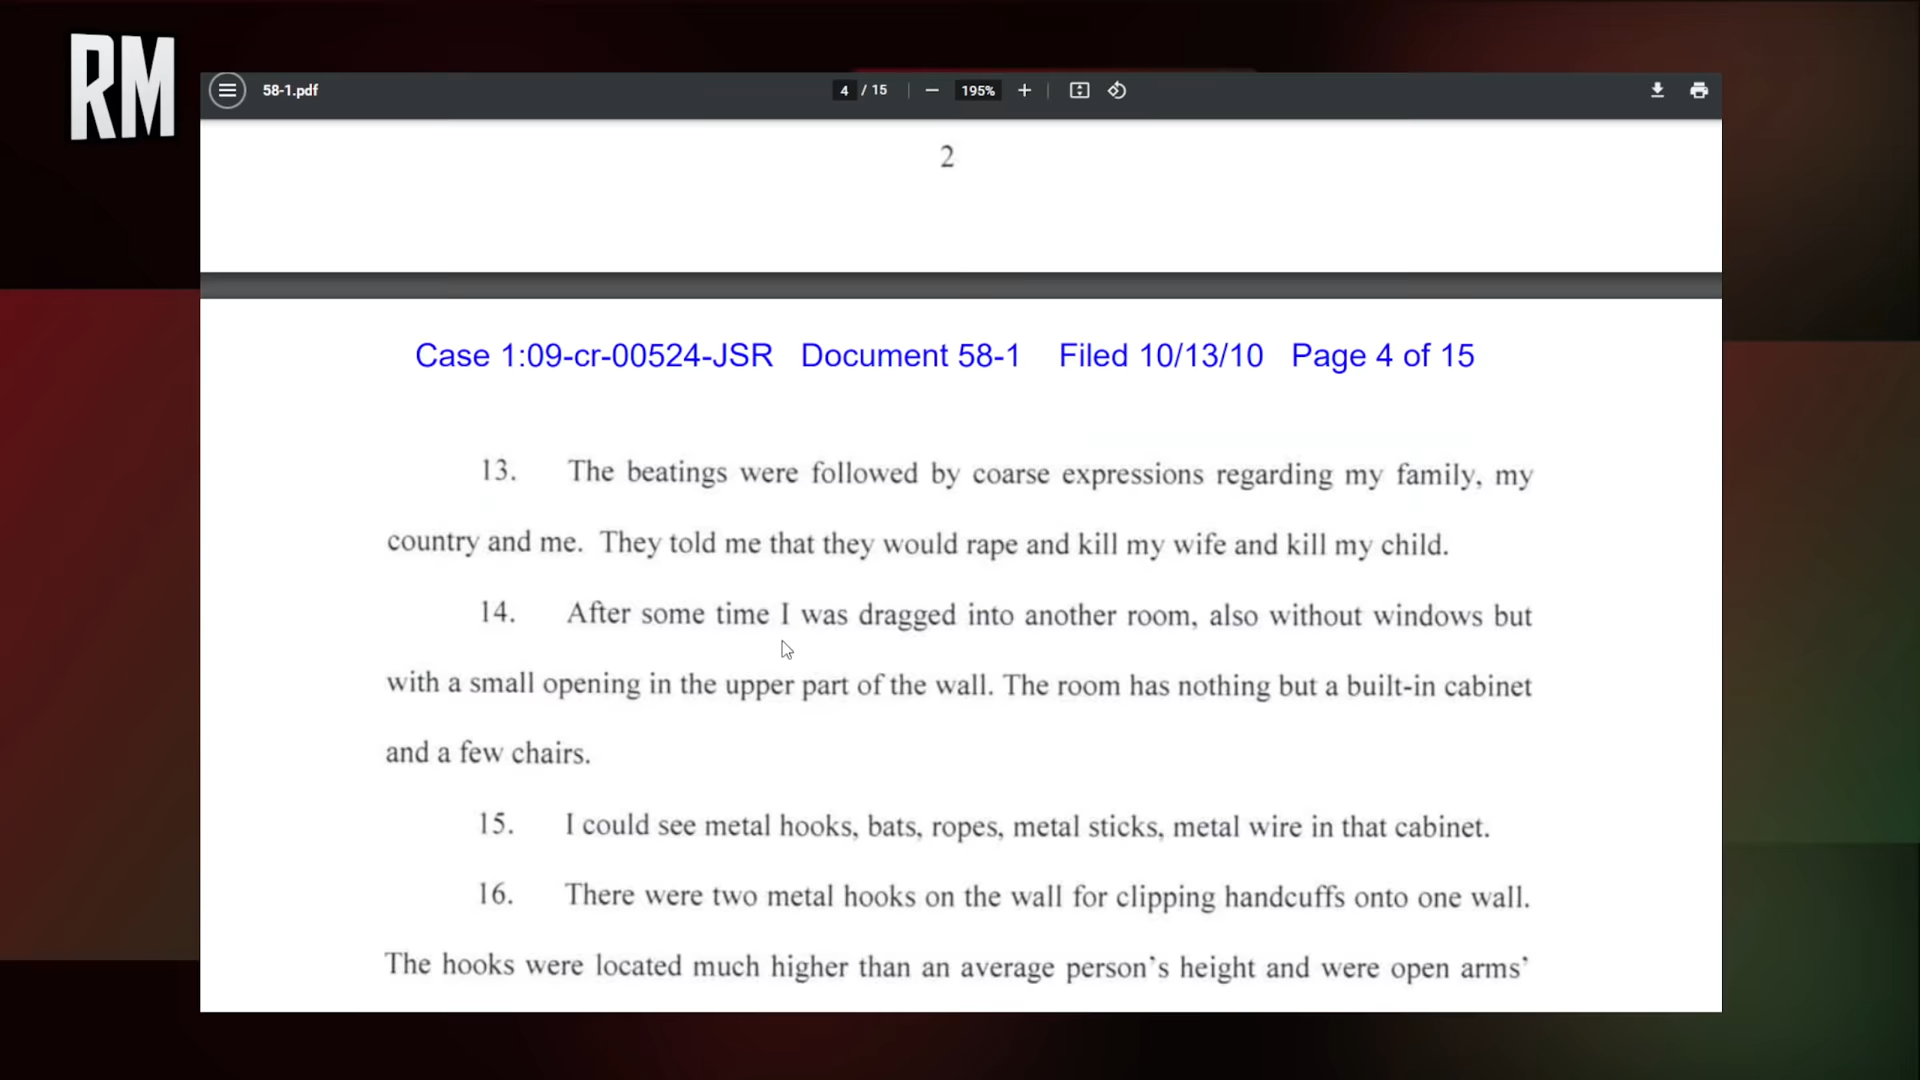 RM
58-1.pdf
4 / 15
195%
2
Case 1:09-cr-00524-JSR Document 58-1 Filed 10/13/10 Page 4 of 15
13. The beatings were followed by coarse expressions regarding my family, my
country and me. They told me that they would rape and kill my wife and kill my child.
14. After some time I was dragged into another room, also without windows but
with a small opening in the upper part of the wall. The room has nothing but a built-in cabinet
and a few chairs.
15. I could see metal hooks, bats, ropes, metal sticks, metal wire in that cabinet.
16. There were two metal hooks on the wall for clipping handcuffs onto one wall.
The hooks were located much higher than an average person's height and were open arms'